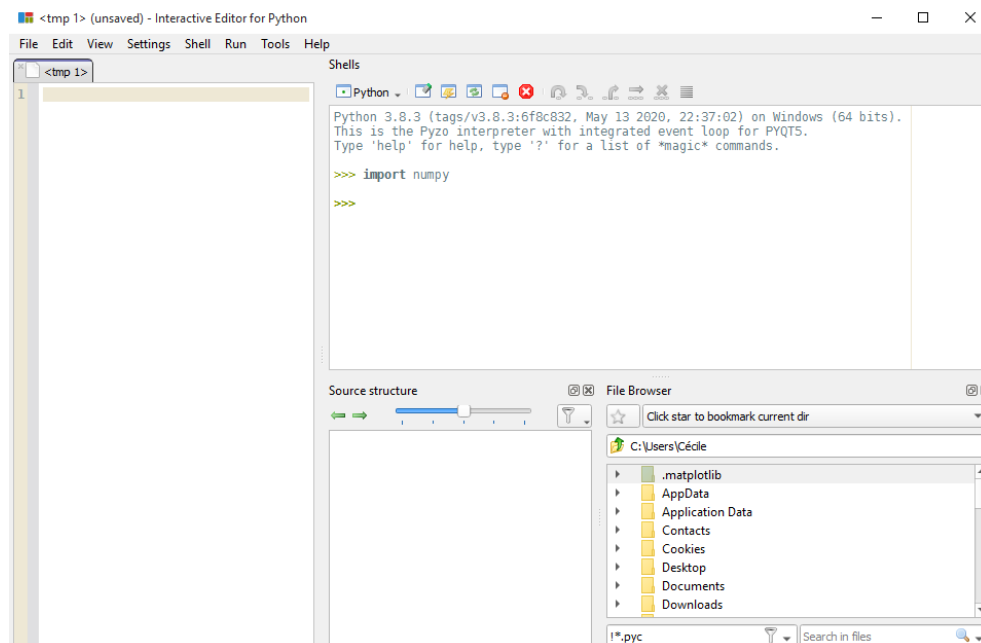 <tmp 1> (unsaved) - Interactive Editor for Python
File Edit View Settings Shell Run Tools Help
<tmp 1>
1
Shells
Python
Python 3.8.3 (tags/v3.8.3:6f8c832, May 13 2020, 22:37:02) on Windows (64 bits).
This is the Pyzo interpreter with integrated event loop for PYQT5.
Type 'help' for help, type '?' for a list of *magic* commands.
>>> import numpy
>>>
Source structure
File Browser
Click star to bookmark current dir
C:\Users\Cécile
.matplotlib
AppData
Application Data
Contacts
Cookies
Desktop
Documents
Downloads
!*.pyc
Search in files